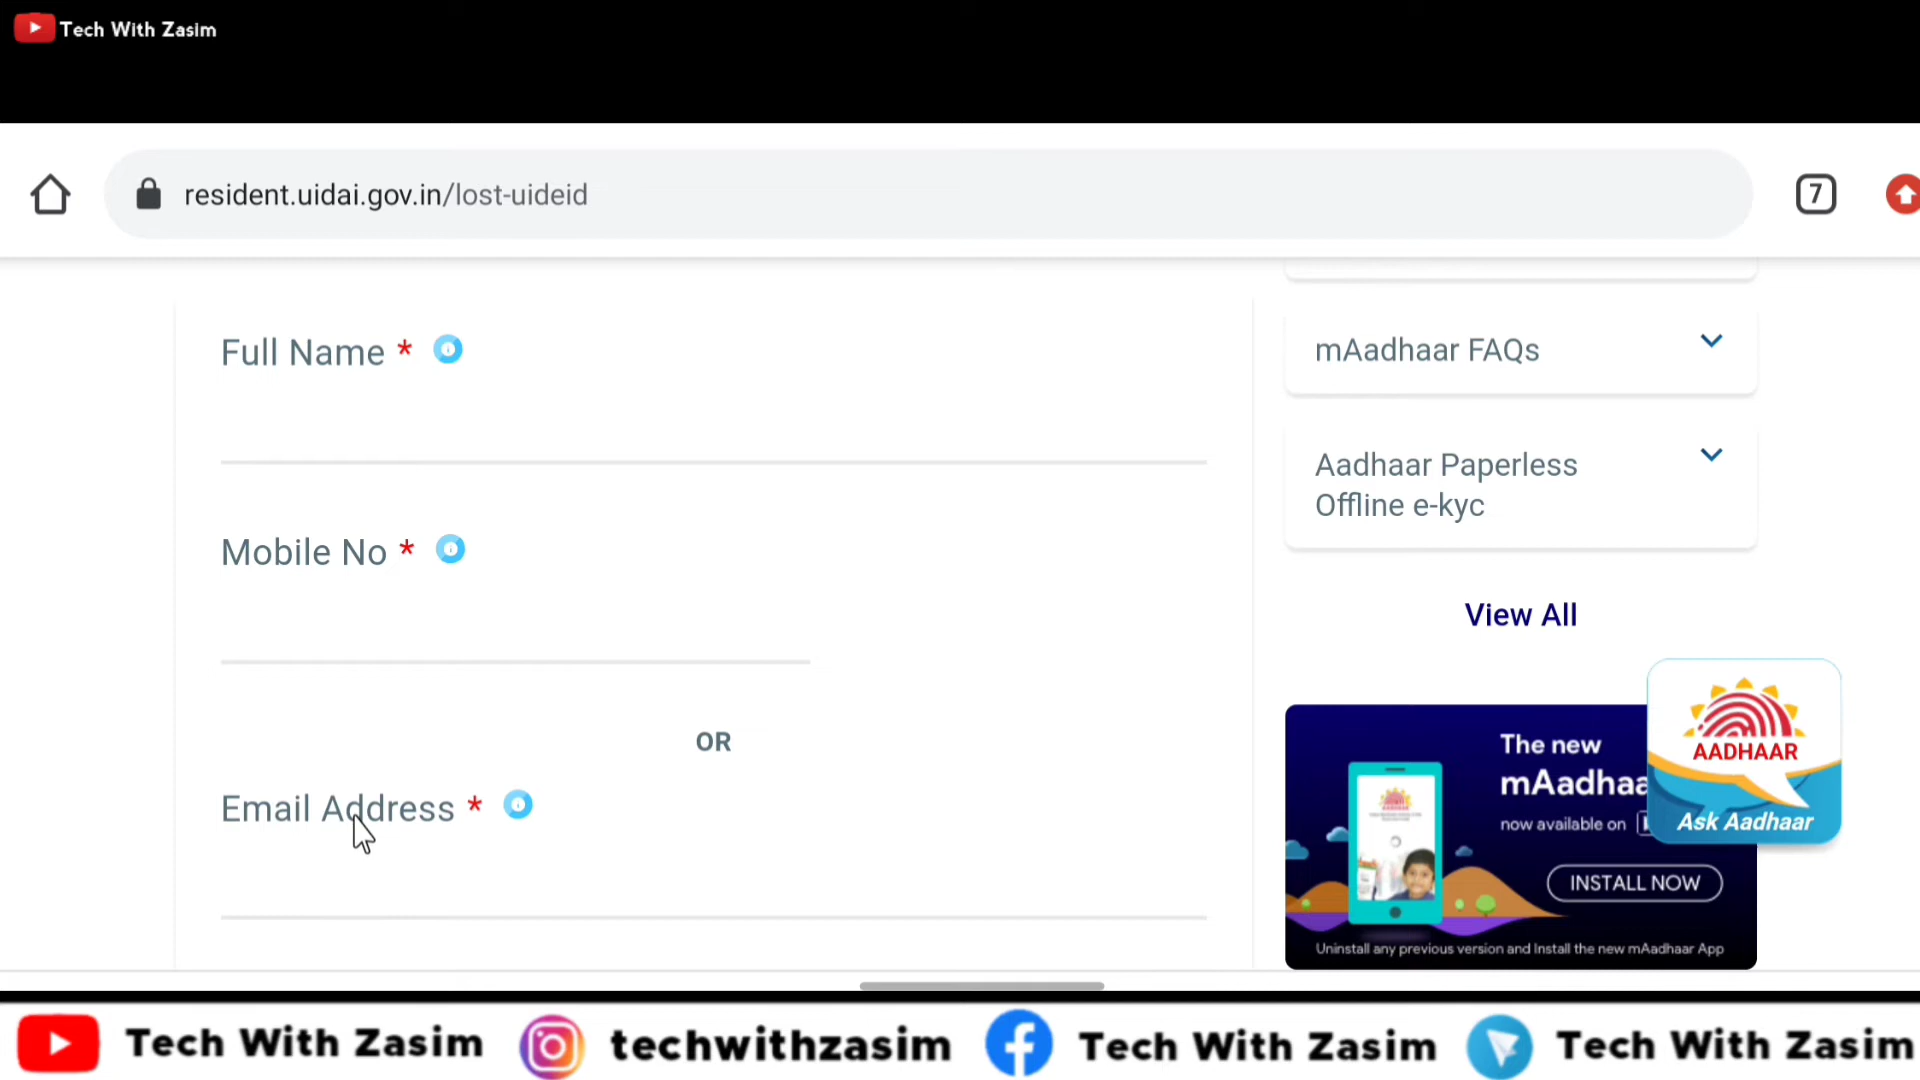 Tech With Zasim
resident.uidai.gov.in/lost-uideid
7
Full Name *
Mobile No *
OR
Email Address *
mAadhaar FAQs
Aadhaar Paperless
Offline e-kyc
View All
The new
mAadhaa
now available on
INSTALL NOW
Uninstall any previous version and Install the new mAadhaar App
AADHAAR
Ask Aadhaar
Tech With Zasim techwithzasim Tech With Zasim Tech With Zasim